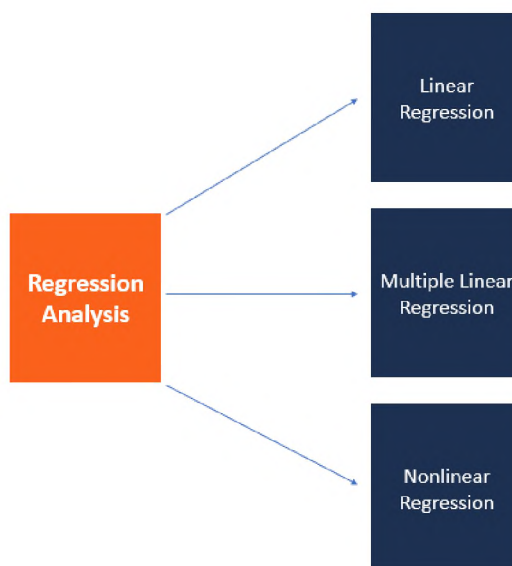 Linear
Regression
Regression
Analysis
Multiple Linear
Regression
Nonlinear
Regression